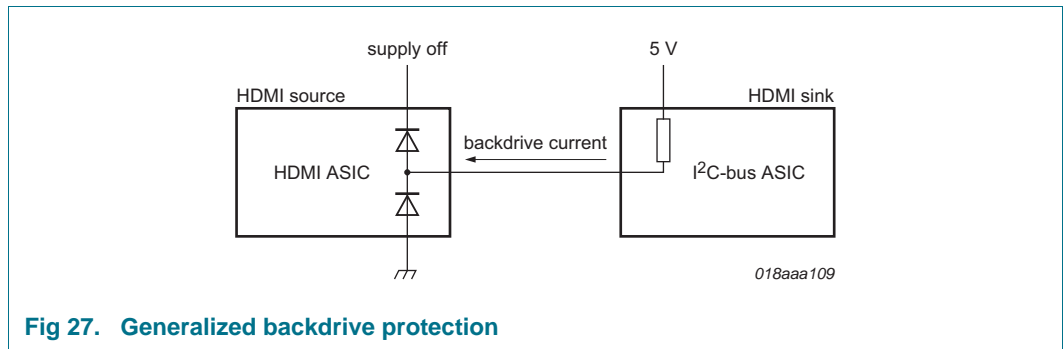 supply off
5 V
HDMI source
HDMI sink
backdrive current
HDMI ASIC
I2C-bus ASIC
018aaa109
Fig 27. Generalized backdrive protection